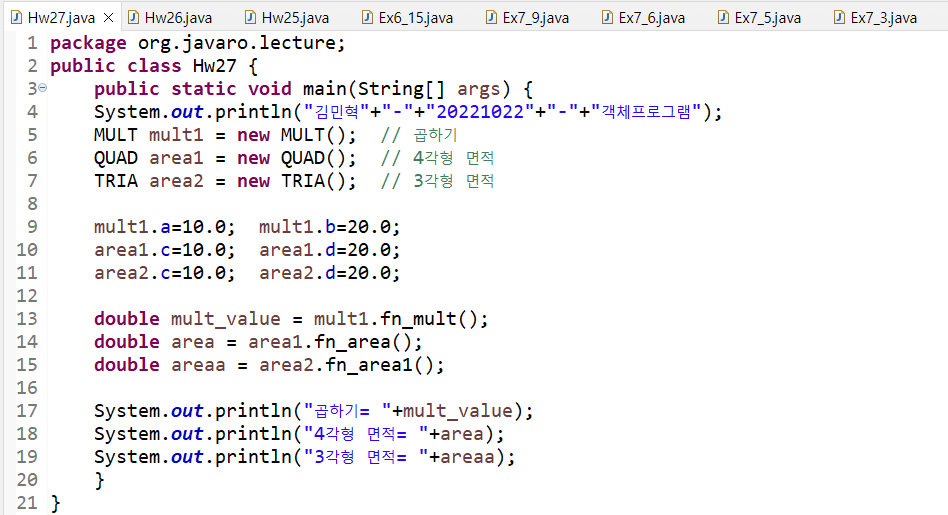 Hw27.java Hw26.java Hw25.java Ex6_15.java Ex7_9.java Ex7_6.java Ex7_5.java Ex7_3.java
1 package org.javaro.lecture;
2 public class Hw27 {
3 public static void main(String[] args) {
4 System.out.println("김민혁"+"-"+"20221022"+"-"+"객체프로그램");
5 MULT mult1 = new MULT(); // 곱하기
6 QUAD area1 = new QUAD(); // 4각형 면적
7 TRIA area2 = new TRIA(); // 3각형 면적
8
9 mult1.a=10.0; mult1.b=20.0;
10 area1.c=10.0; area1.d=20.0;
11 area2.c=10.0; area2.d=20.0;
12
13 double mult_value = mult1.fn_mult();
14 double area = area1.fn_area();
15 double areaa = area2.fn_area1();
16
17 System.out.println("곱하기= "+mult_value);
18 System.out.println("4각형 면적= "+area);
19 System.out.println("3각형 면적= "+areaa);
20 }
21 }